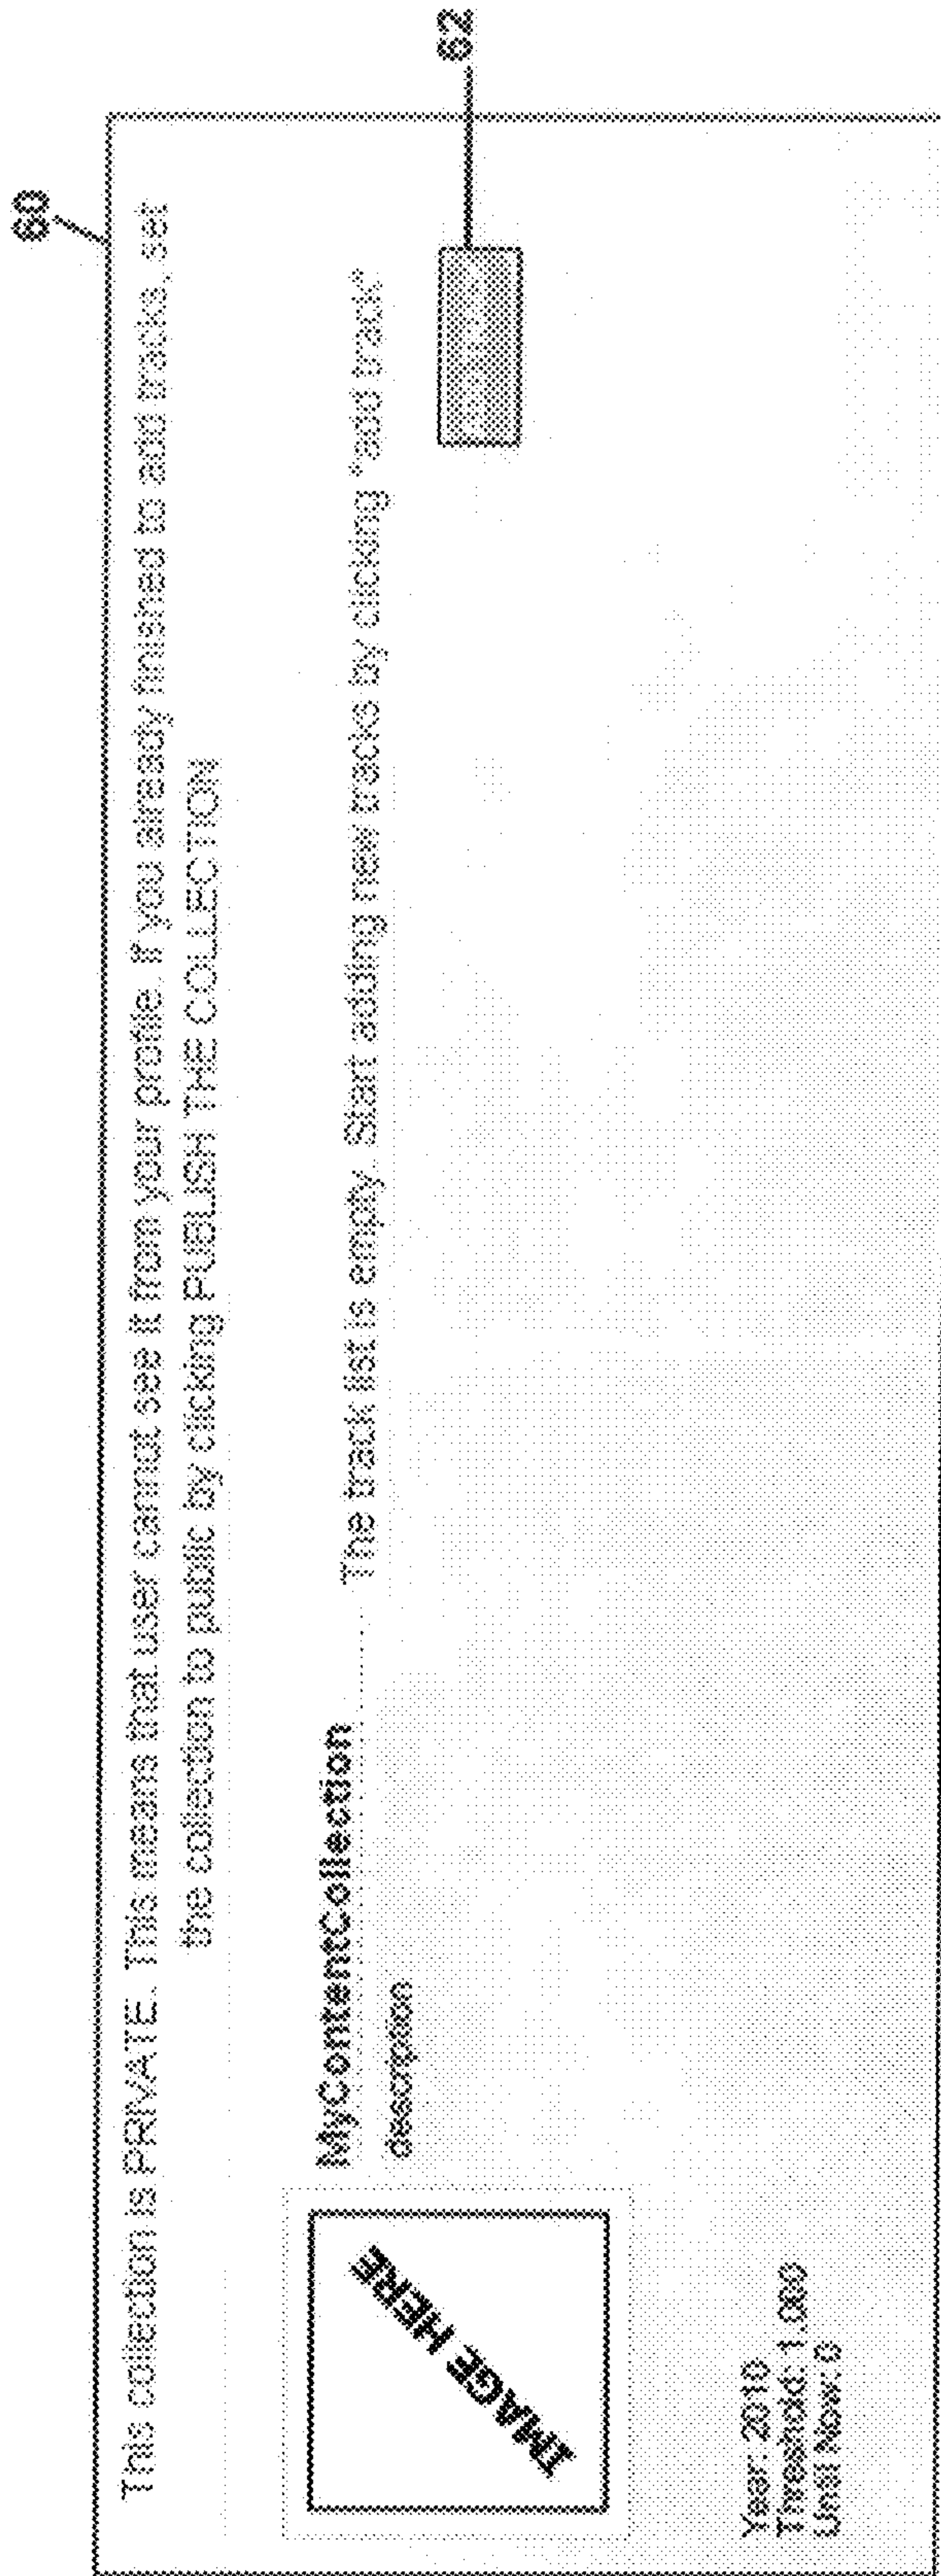 60
This collection is PRIVATE. This means that user cannot see it from your profile. If you already finished to add tracks, set
the collection to public by clicking PUBLISH THE COLLECTION
IMAGE HERE
MyContentCollection
description
The track list is empty. Start adding new tracks by clicking "add track"
62
Year: 2010
Threshold: 1.000
Until Now: 0